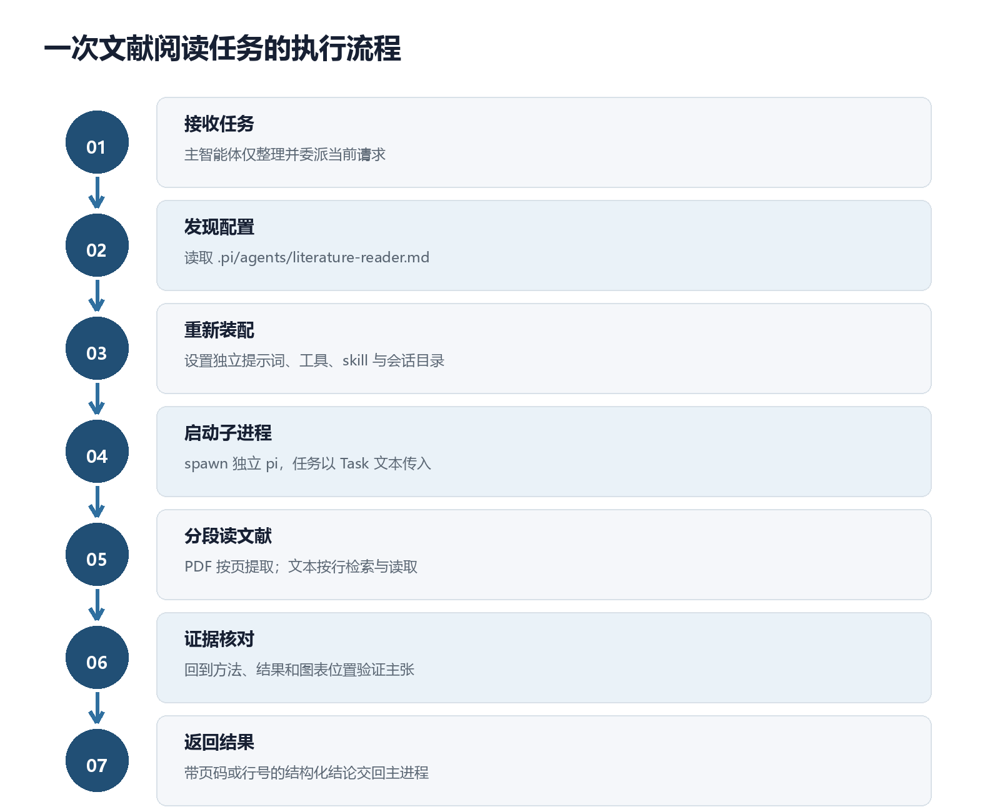 一次文献阅读任务的执行流程
01
接收任务
主智能体仅整理并委派当前请求
02
发现配置
读取 .pi/agents/literature-reader.md
03
重新装配
设置独立提示词、工具、skill 与会话目录
04
启动子进程
spawn 独立 pi，任务以 Task 文本传入
05
分段读文献
PDF 按页提取；文本按行检索与读取
06
证据核对
回到方法、结果和图表位置验证主张
07
返回结果
带页码或行号的结构化结论交回主进程